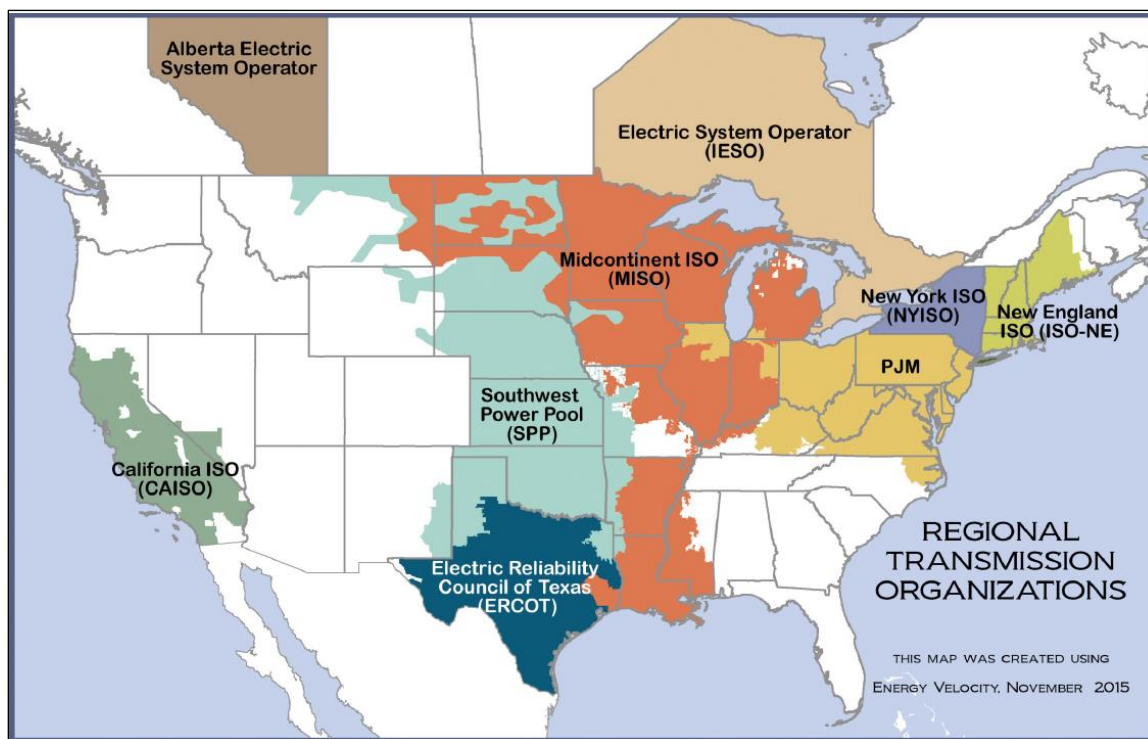 Alberta Electric
System Operator
Electric System Operator
(IESO)
Midcontinent ISO
(MISO)
New York ISO
(NYISO)
New England
ISO (ISO-NE)
PJM
Southwest
Power Pool
(SPP)
California ISO
(CAISO)
Electric Reliability
Council of Texas
(ERCOT)
REGIONAL
TRANSMISSION
ORGANIZATIONS
THIS MAP WAS CREATED USING
ENERGY VELOCITY, NOVEMBER 2015